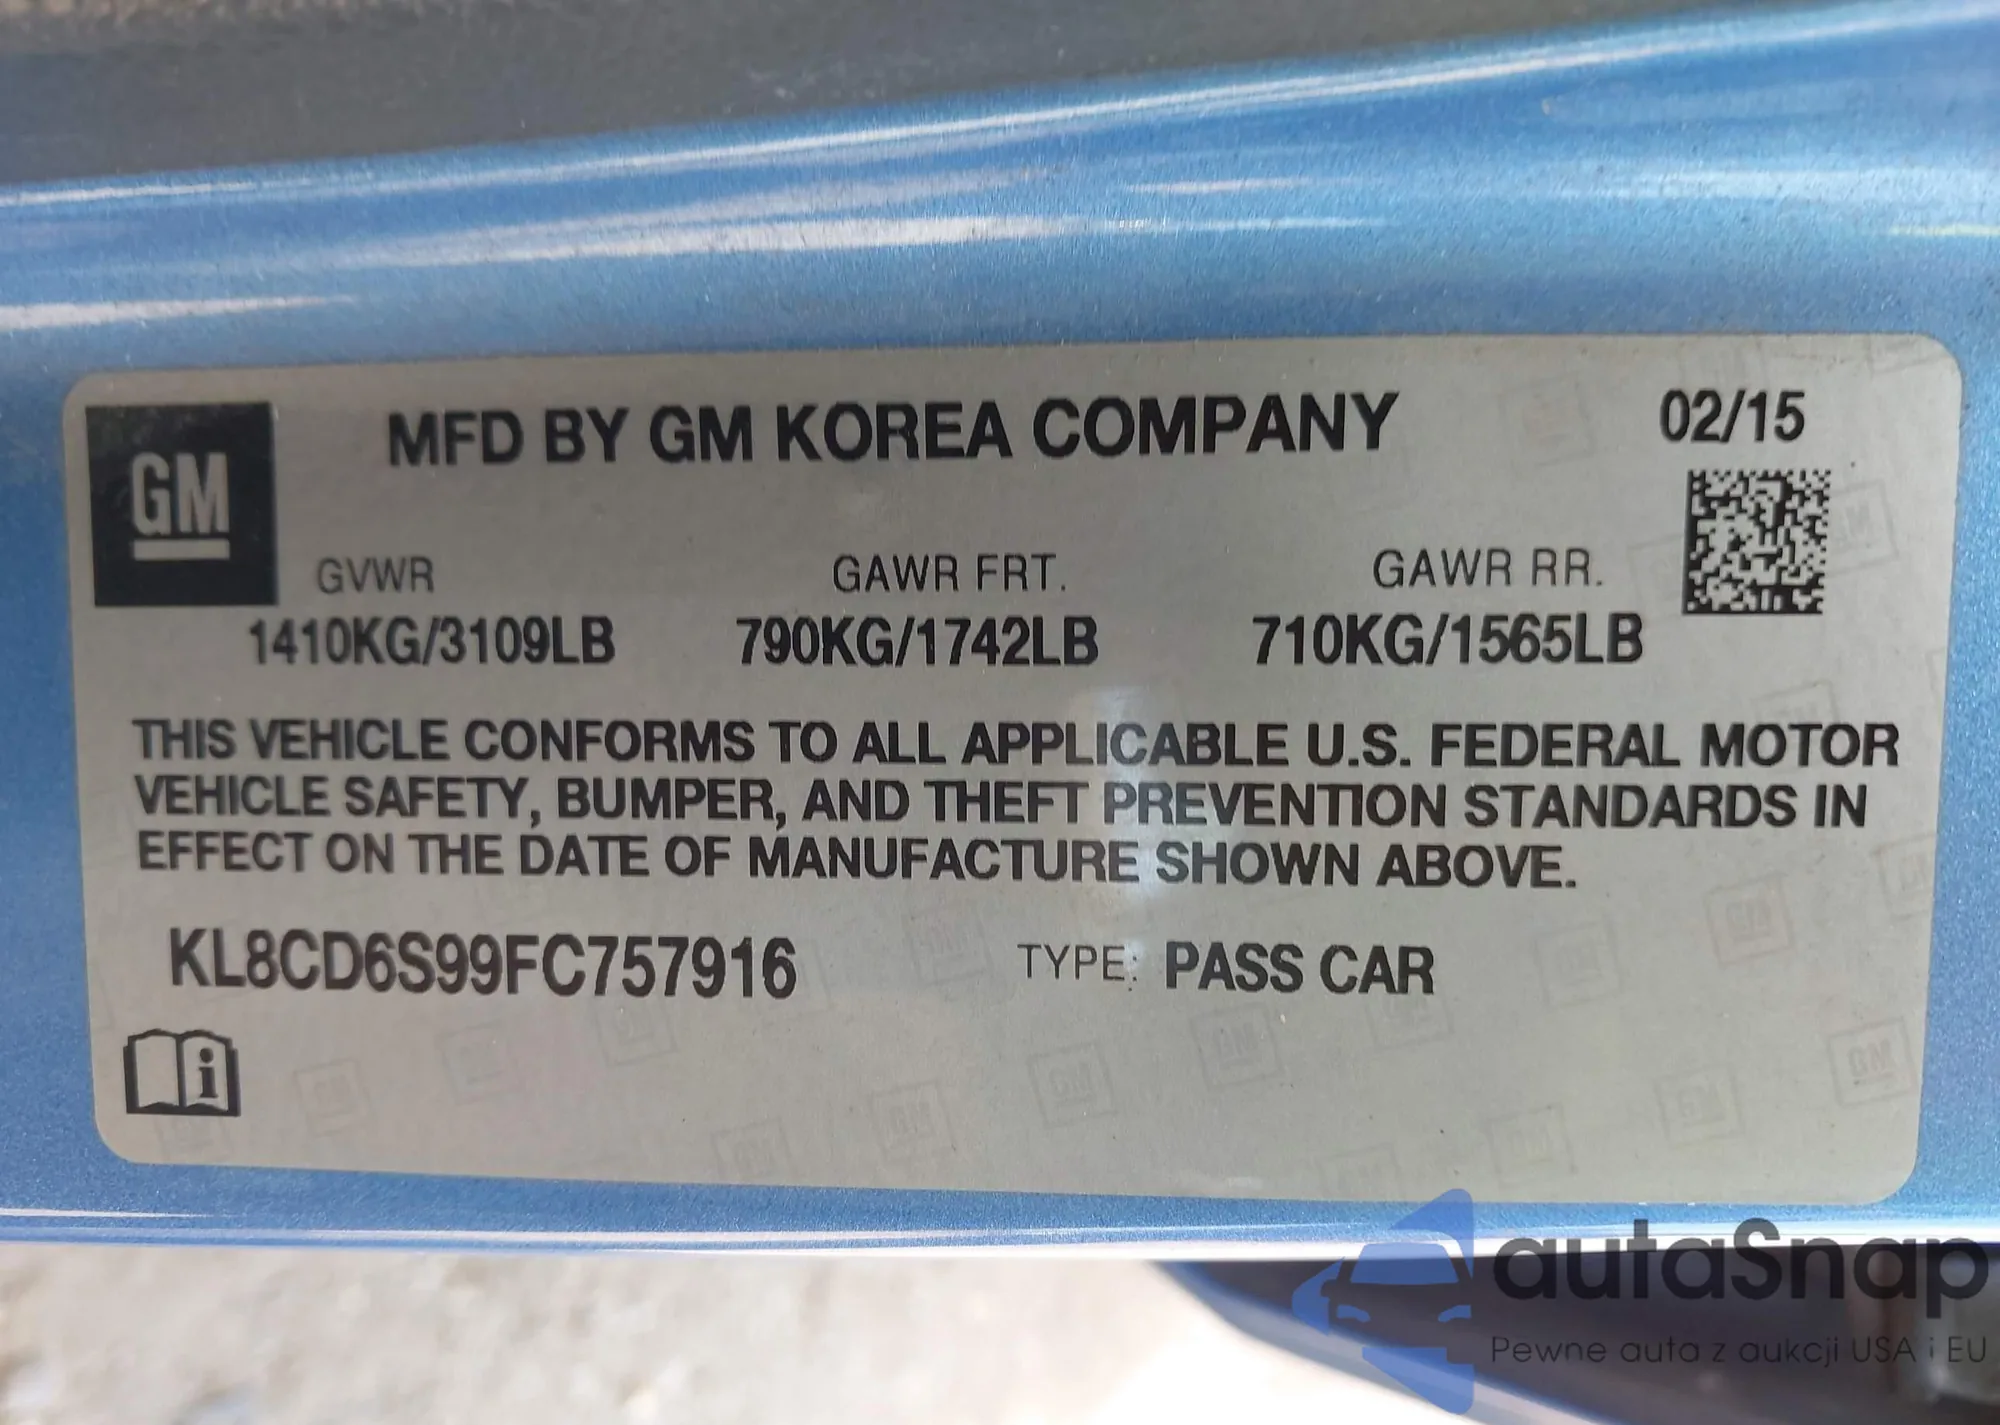 GM
MFD BY GM KOREA COMPANY
02/15
GVWR
GAWR FRT.
GAWR RR.
1410KG/3109LB
790KG/1742LB
710KG/1565LB
THIS VEHICLE CONFORMS TO ALL APPLICABLE U.S. FEDERAL MOTOR
VEHICLE SAFETY, BUMPER, AND THEFT PREVENTION STANDARDS IN
EFFECT ON THE DATE OF MANUFACTURE SHOWN ABOVE.
KL8CD6S99FC757916
TYPE: PASS CAR
autaSnap
Pewne auta z aukcji USA i EU